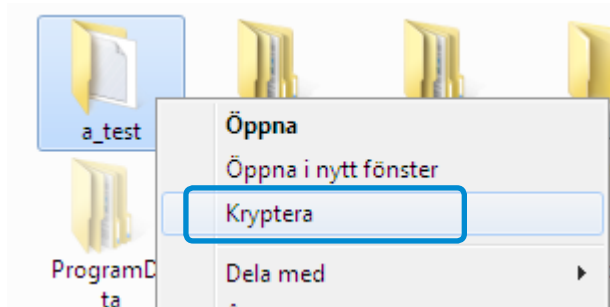 a_test
Öppna
Öppna i nytt fönster
Kryptera
ProgramD
ta
Dela med